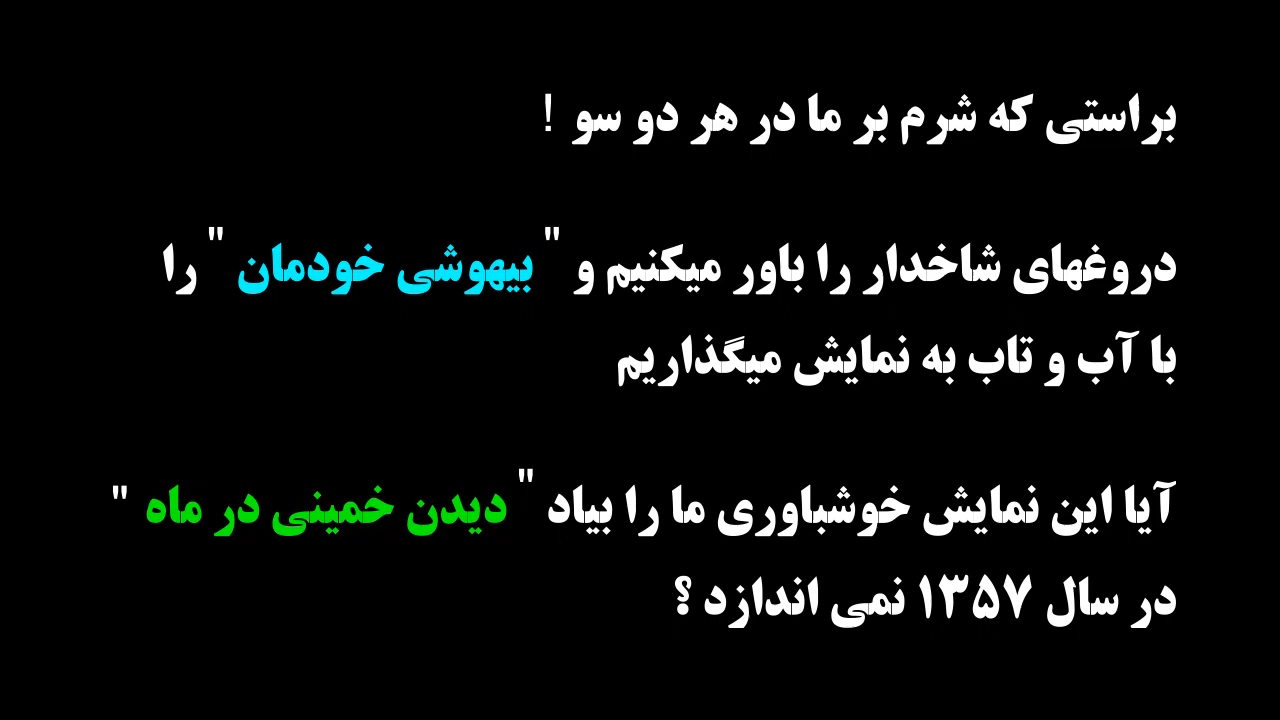 براستی که شرم بر ما در هر دو سو !
دروغهای شاخدار را باور میکنیم و " بیهوشی خودمان " را
با آب و تاب به نمایش میگذاریم
آیا این نمایش خوشباوری ما را بیاد " دیدن خمینی در ماه "
در سال ۱۳۵۷ نمی اندازد ؟